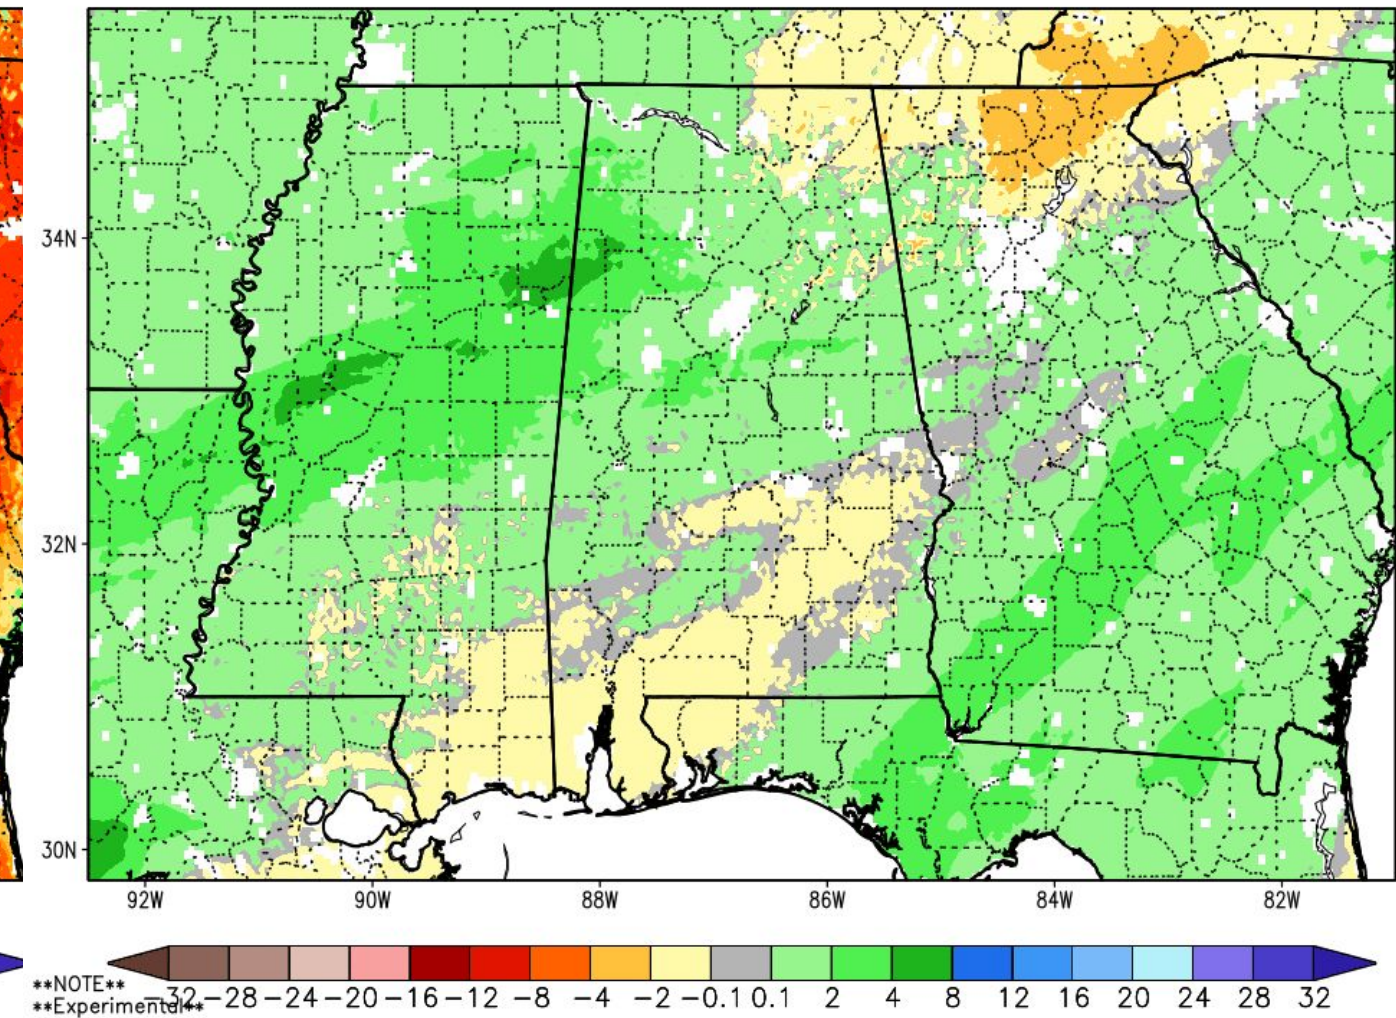 34N
32N
30N
92W 90W 88W 86W 84W 82W
**NOTE**
**Experimental**
-32 -28 -24 -20 -16 -12 -8 -4 -2 -0.1 0.1 2 4 8 12 16 20 24 28 32